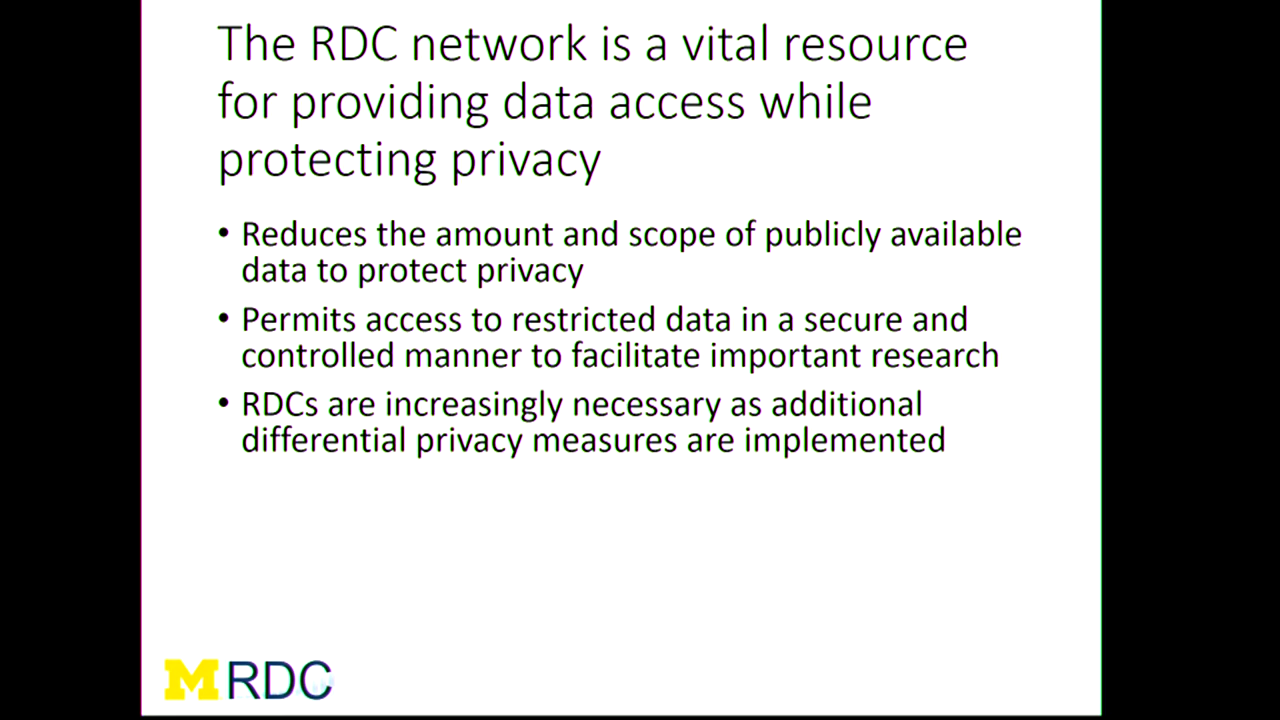 The RDC network is a vital resource
for providing data access while
protecting privacy
• Reduces the amount and scope of publicly available
data to protect privacy
• Permits access to restricted data in a secure and
controlled manner to facilitate important research
• RDCs are increasingly necessary as additional
differential privacy measures are implemented
M RDC